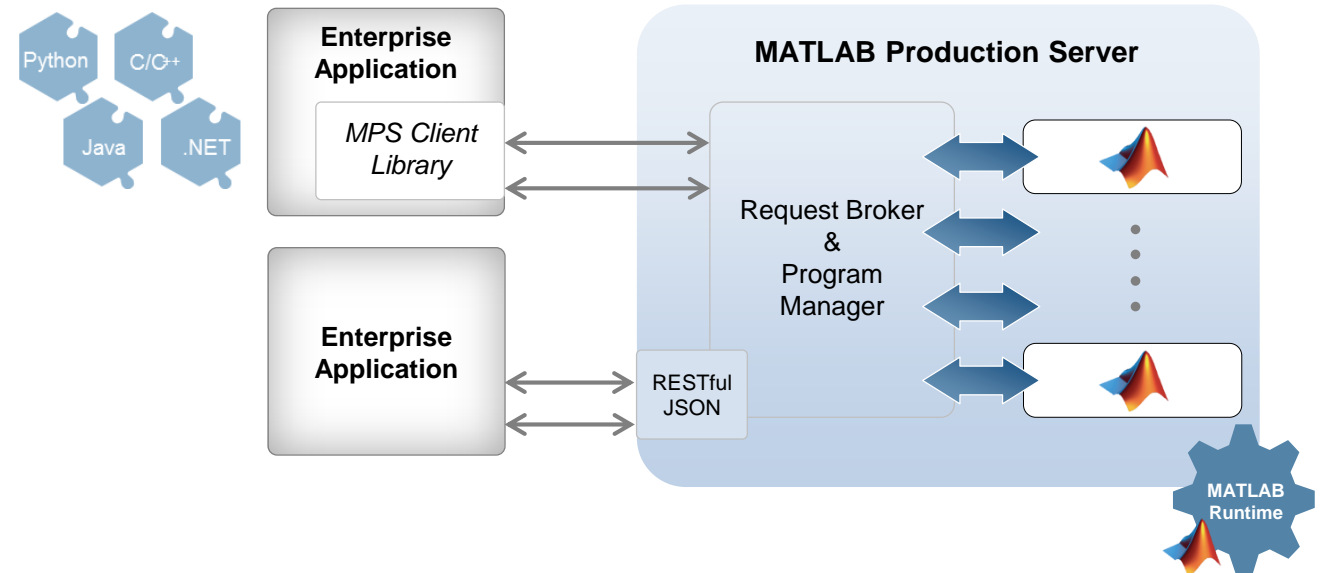 Python
C/C++
Java
.NET
Enterprise
Application
MPS Client
Library
Enterprise
Application
MATLAB Production Server
Request Broker
&
Program
Manager
RESTful
JSON
MATLAB
Runtime